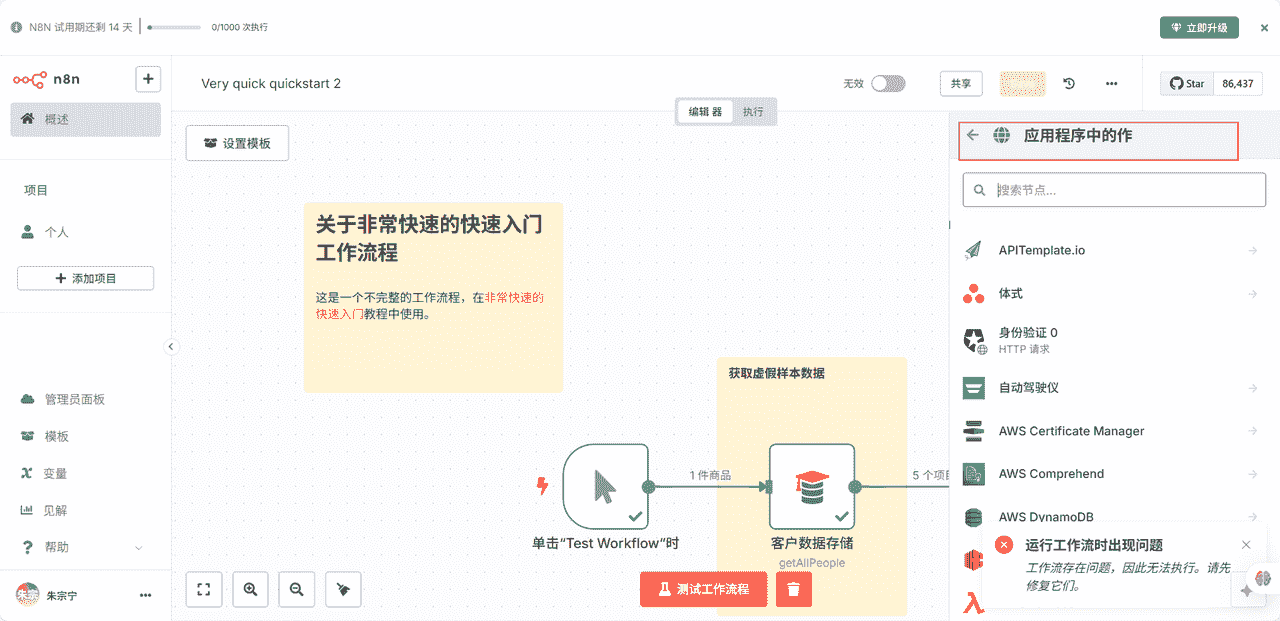 N8N 试用期还剩 14 天
0/1000 次执行
立即升级
n8n
Very quick quickstart 2
无效
共享
Star
86,437
概述
编辑 器
执行
设置模板
应用程序中的作
项目
搜索节点...
个人
关于非常快速的快速入门
工作流程
添加项目
这是一个不完整的工作流程，在非常快速的
快速入门教程中使用。
APITemplate.io
体式
身份验证 0
HTTP 请求
获取虚假样本数据
自动驾驶仪
管理员面板
模板
AWS Certificate Manager
变量
1 件商品
5 个项目
AWS Comprehend
见解
AWS DynamoDB
帮助
单击“Test Workflow”时
客户数据存储
getAllPeople
运行工作流时出现问题
工作流存在问题，因此无法执行。请先
修复它们。
测试工作流程
朱宗宁